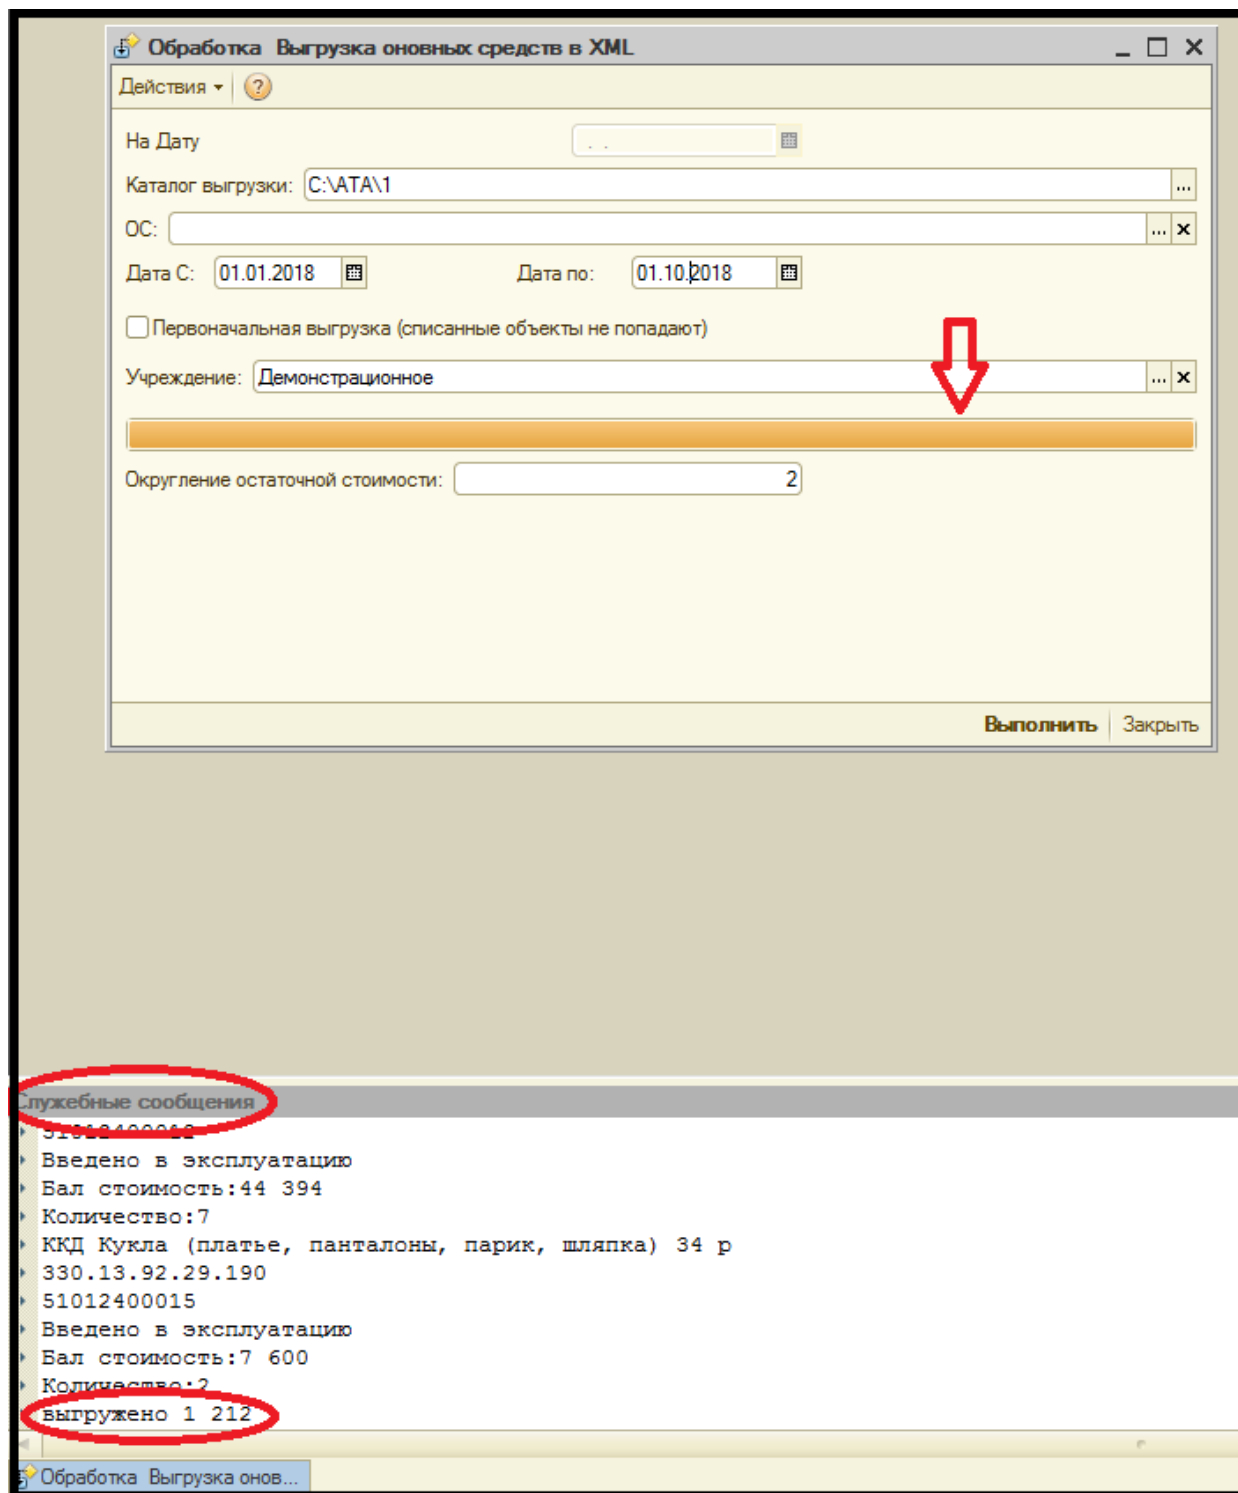 Обработка Выгрузка оновных средств в XML
Действия
На Дату . .
Каталог выгрузки: C:\ATA\1 ...
ОС: ... x
Дата С: 01.01.2018 Дата по: 01.10.2018
Первоначальная выгрузка (списанные объекты не попадают)
Учреждение: Демонстрационное ... x
Округление остаточной стоимости: 2
Выполнить Закрыть
Служебные сообщения
Введено в эксплуатацию
Бал стоимость:44 394
Количество:7
ККД Кукла (платье, панталоны, парик, шляпка) 34 р
330.13.92.29.190
51012400015
Введено в эксплуатацию
Бал стоимость:7 600
Количество:2
выгружено 1 212
Обработка Выгрузка онов...